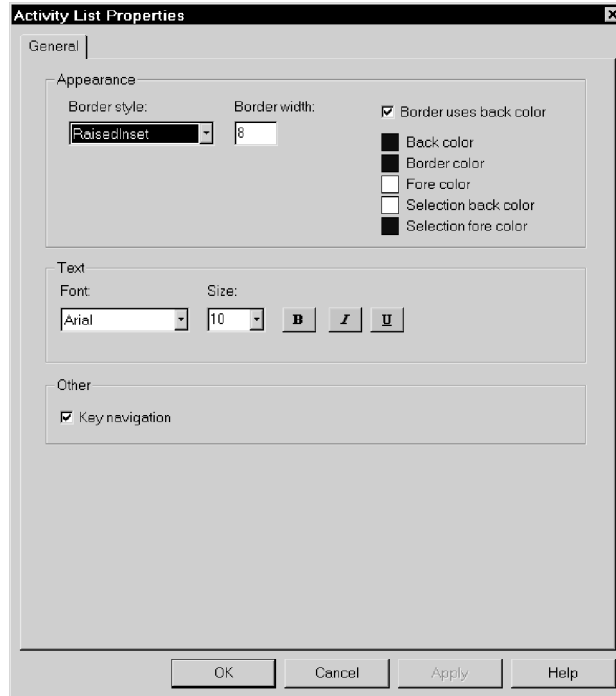 Activity List Properties
General
Appearance
Border style:
Border width:
Border uses back color
RaisedInset
8
Back color
Border color
Fore color
Selection back color
Selection fore color
Text
Font:
Size:
Arial
10
B
I
U
Other
Key navigation
OK
Cancel
Apply
Help